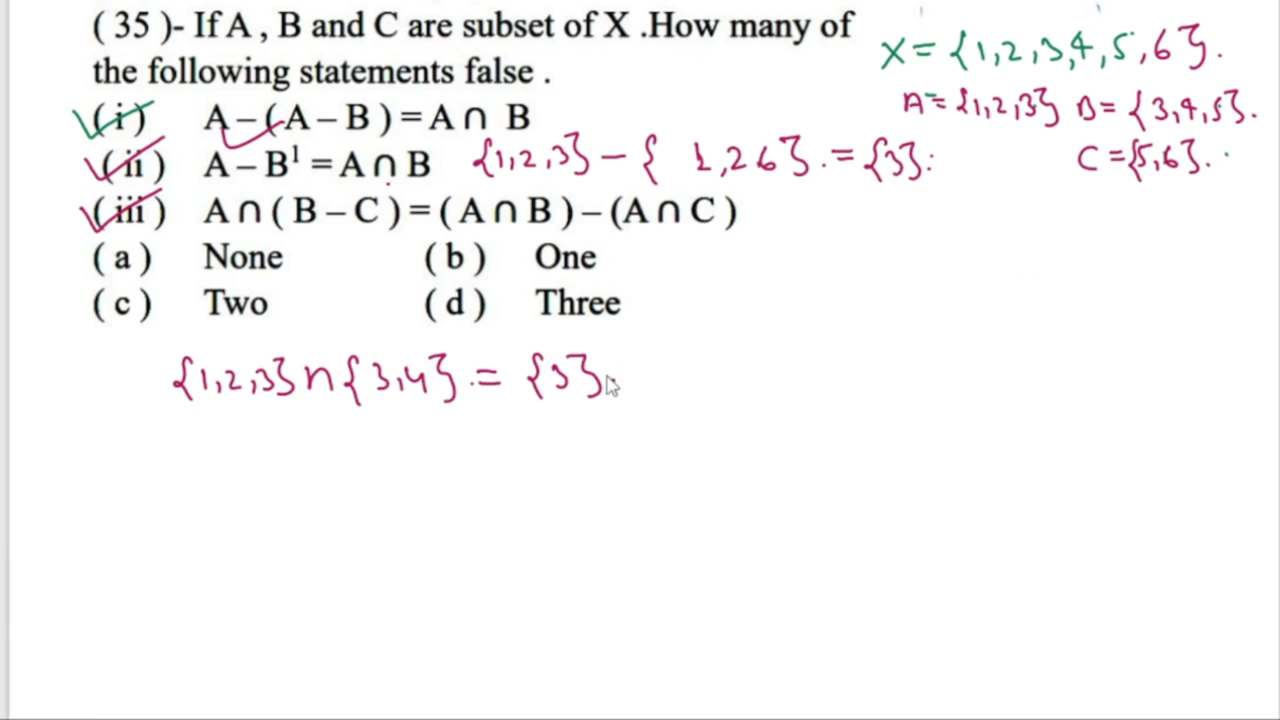 ( 35 )- If A , B and C are subset of X .How many of
the following statements false .
X = {1,2,3,4,5,6}.
A = {1,2,3} B = {3,4,5}.
C = {5,6}.
(i) A – (A – B ) = A ∩ B
(ii ) A – B¹ = A ∩ B {1,2,3} – { 1,2 6} . = {3}.
(iii) A ∩ ( B – C ) = ( A ∩ B ) – (A ∩ C )
( a ) None ( b ) One
( c ) Two ( d ) Three
{1,2,3} ∩ {3,4} . = {3}